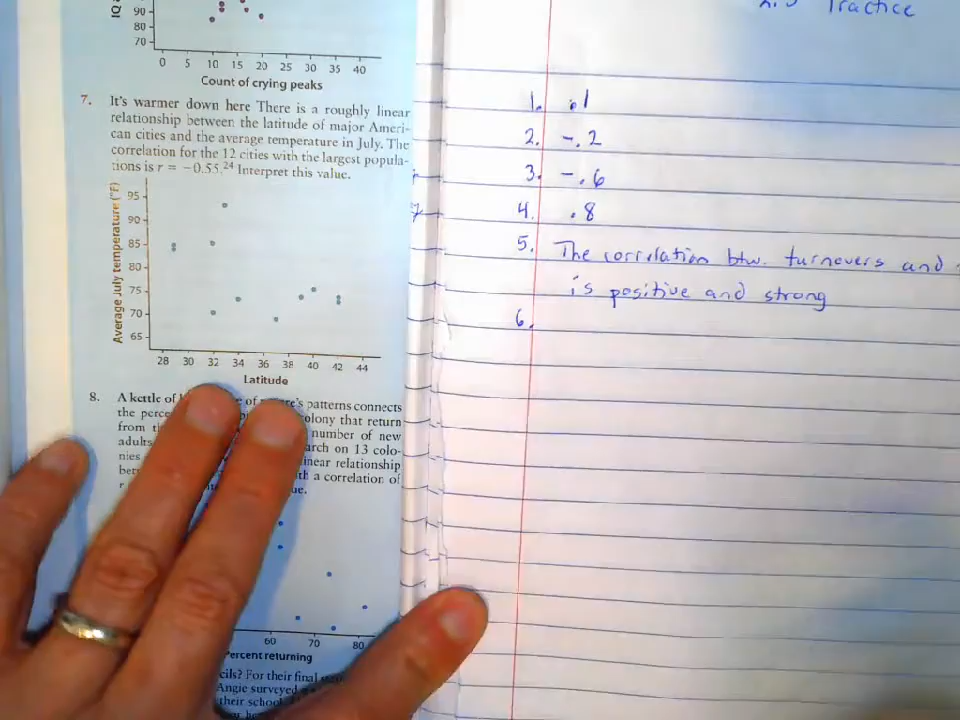 IQ
90
80
70
0 5 10 15 20 25 30 35 40
Count of crying peaks
7. It's warmer down here There is a roughly linear
relationship between the latitude of major Ameri-
can cities and the average temperature in July. The
correlation for the 12 cities with the largest popula-
tions is r = −0.55.24 Interpret this value.
Average July temperature (°F)
95
90
85
80
75
70
65
28 30 32 34 36 38 40 42 44
Latitude
8. A kettle of of 's patterns connects
the perce colony that return
from number of new
adults arch on 13 colo-
nies linear relationship
a correlation of
60 70 80
Percent returning
cils? For their final
Angie surveyed
their school
Practice
1. .1
2. -.2
3. -.6
4. .8
5. The correlation btw. turnovers and
is positive and strong
6.